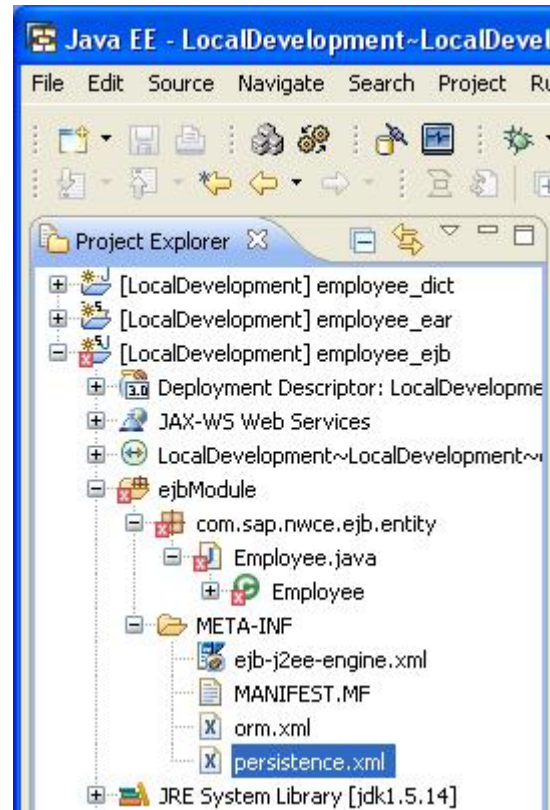 Java EE - LocalDevelopment~LocalDevel
File Edit Source Navigate Search Project Ru
Project Explorer
[LocalDevelopment] employee_dict
[LocalDevelopment] employee_ear
[LocalDevelopment] employee_ejb
3.0 Deployment Descriptor: LocalDevelopme
JAX-WS Web Services
LocalDevelopment~LocalDevelopment~
ejbModule
com.sap.nwce.ejb.entity
Employee.java
Employee
META-INF
ejb-j2ee-engine.xml
MANIFEST.MF
orm.xml
persistence.xml
JRE System Library [jdk1.5.14]